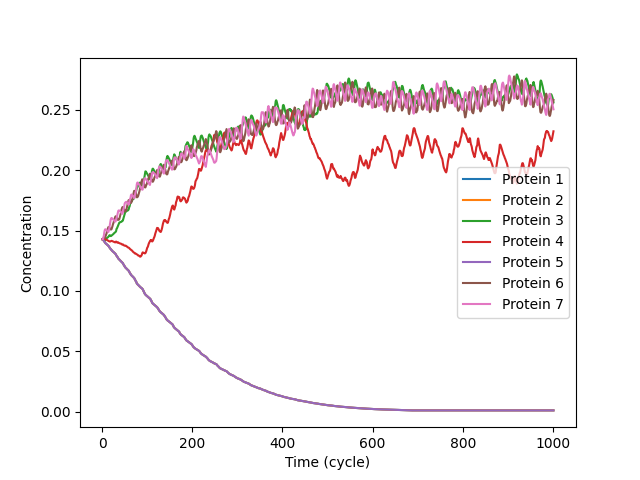 0.25
0.20
0.15
0.10
0.05
0.00
Concentration
0
200
400
600
800
1000
Time (cycle)
Protein 1
Protein 2
Protein 3
Protein 4
Protein 5
Protein 6
Protein 7